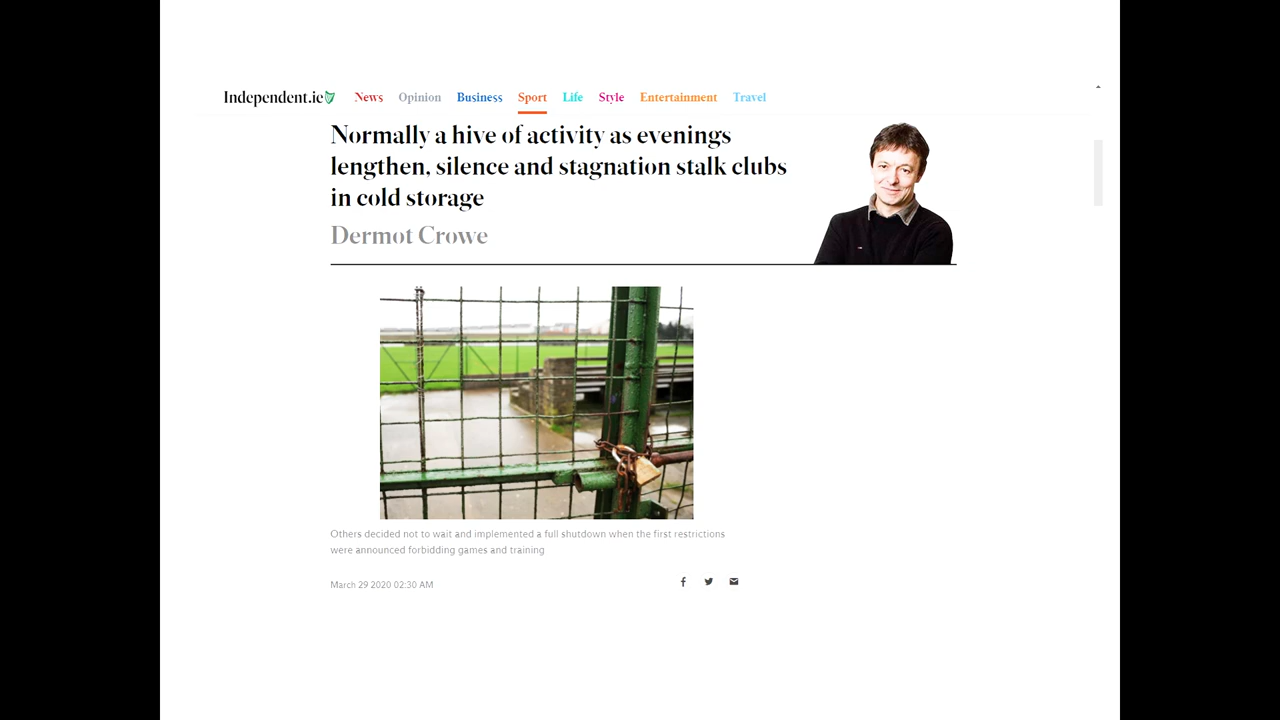 Independent.ie News Opinion Business Sport Life Style Entertainment Travel
Normally a hive of activity as evenings
lengthen, silence and stagnation stalk clubs
in cold storage
Dermot Crowe
Others decided not to wait and implemented a full shutdown when the first restrictions
were announced forbidding games and training
March 29 2020 02:30 AM